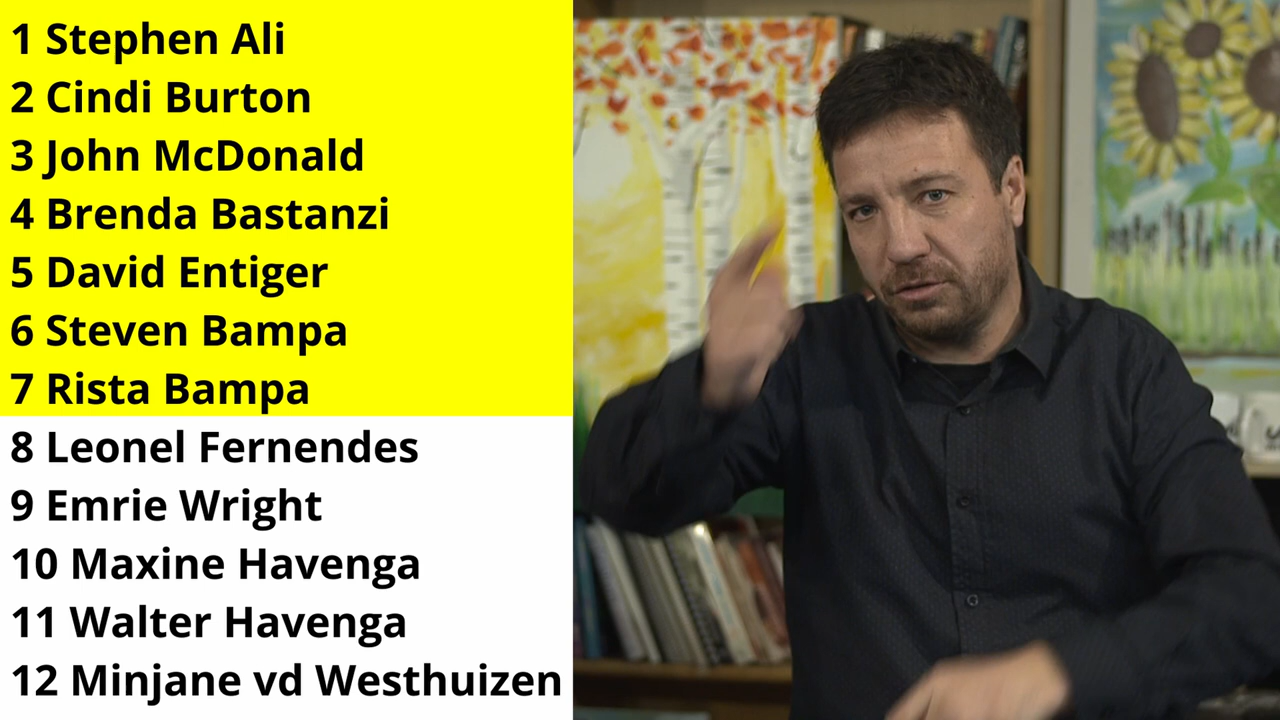 1 Stephen Ali
2 Cindi Burton
3 John McDonald
4 Brenda Bastanzi
5 David Entiger
6 Steven Bampa
7 Rista Bampa
8 Leonel Fernendes
9 Emrie Wright
10 Maxine Havenga
11 Walter Havenga
12 Minjane vd Westhuizen